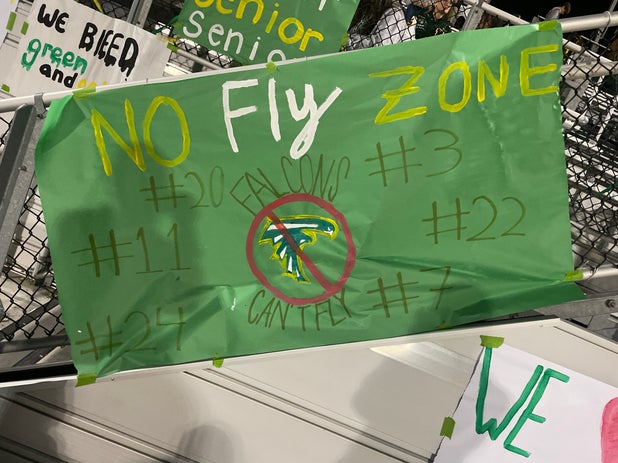 WE BlEED
green
and
senior
senior
NO Fly ZONE
#20
#3
FALCONS
#11
#22
CAN'T FLY
#7
#24
WE